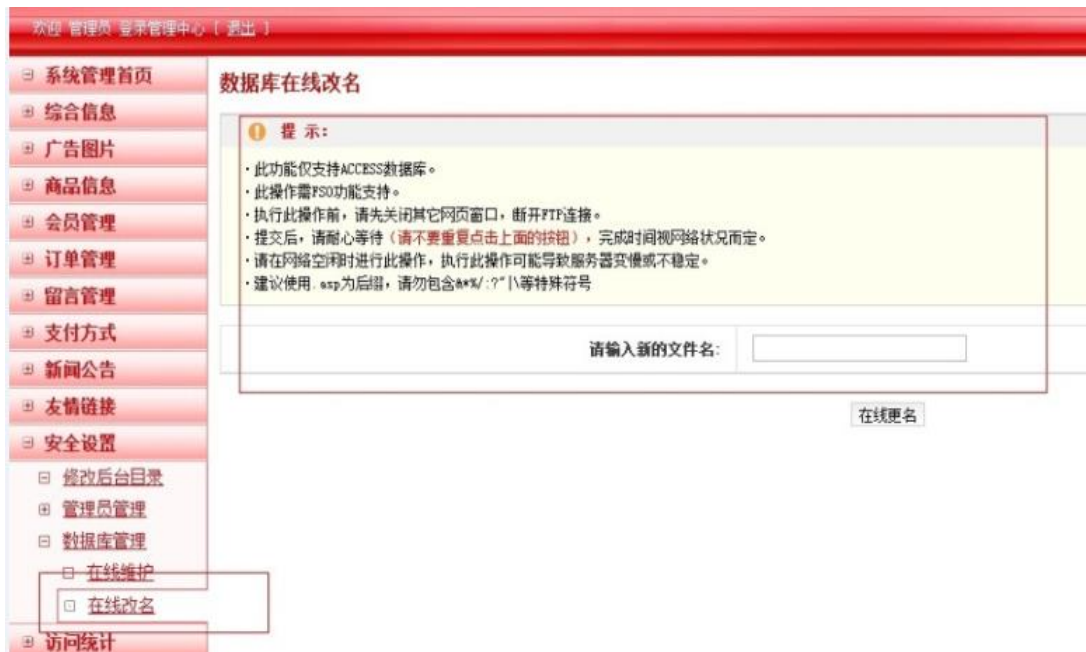 欢迎 管理员 登录管理中心 [ 退出 ]
系统管理首页
综合信息
广告图片
商品信息
会员管理
订单管理
留言管理
支付方式
新闻公告
友情链接
安全设置
修改后台目录
管理员管理
数据库管理
在线维护
在线改名
访问统计
数据库在线改名
提 示:
·此功能仅支持ACCESS数据库。
·此操作需FSO功能支持。
·执行此操作前，请先关闭其它网页窗口，断开FTP连接。
·提交后，请耐心等待（请不要重复点击上面的按钮），完成时间视网络状况而定。
·请在网络空闲时进行此操作，执行此操作可能导致服务器变慢或不稳定。
·建议使用.asp为后缀，请勿包含&*%/:?"|\等特殊符号
请输入新的文件名:
在线更名